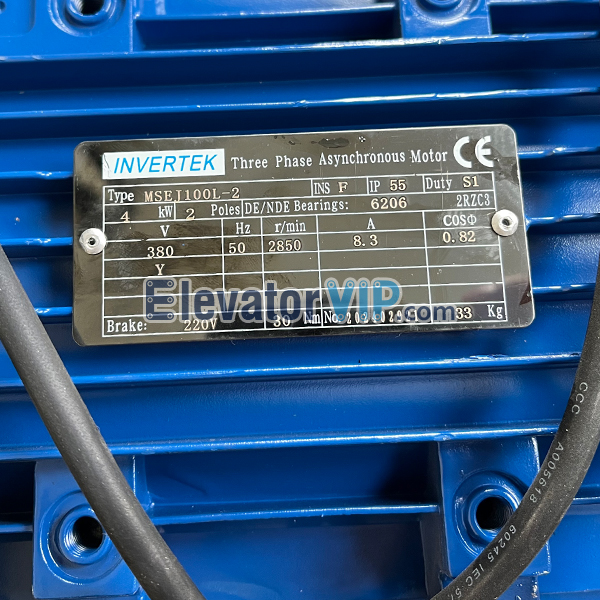 INVERTEK Three Phase Asynchronous Motor CE
Type MSEJ100L-2 INS F IP 55 Duty S1
4 kW 2 Poles DE/NDE Bearings: 6206 2RZC3
V Hz r/min A COSΦ
380 50 2850 8.3 0.82
Y
ElevatorVIP.com
Brake: 220V 30 Nm No. 33 Kg
CCC A005618 60245 IEC